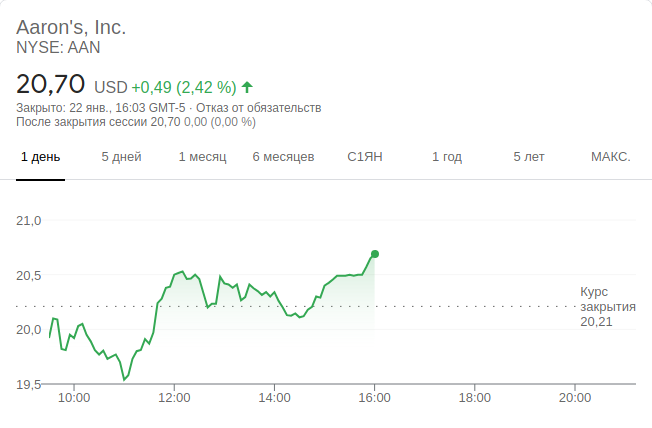 Aaron's, Inc.
NYSE: AAN
20,70 USD +0,49 (2,42 %)
Закрыто: 22 янв., 16:03 GMT-5 · Отказ от обязательств
После закрытия сессии 20,70 0,00 (0,00 %)
1 день 5 дней 1 месяц 6 месяцев С1ЯН 1 год 5 лет МАКС.
21,0
20,5
Курс
закрытия
20,21
20,0
19,5
10:00 12:00 14:00 16:00 18:00 20:00